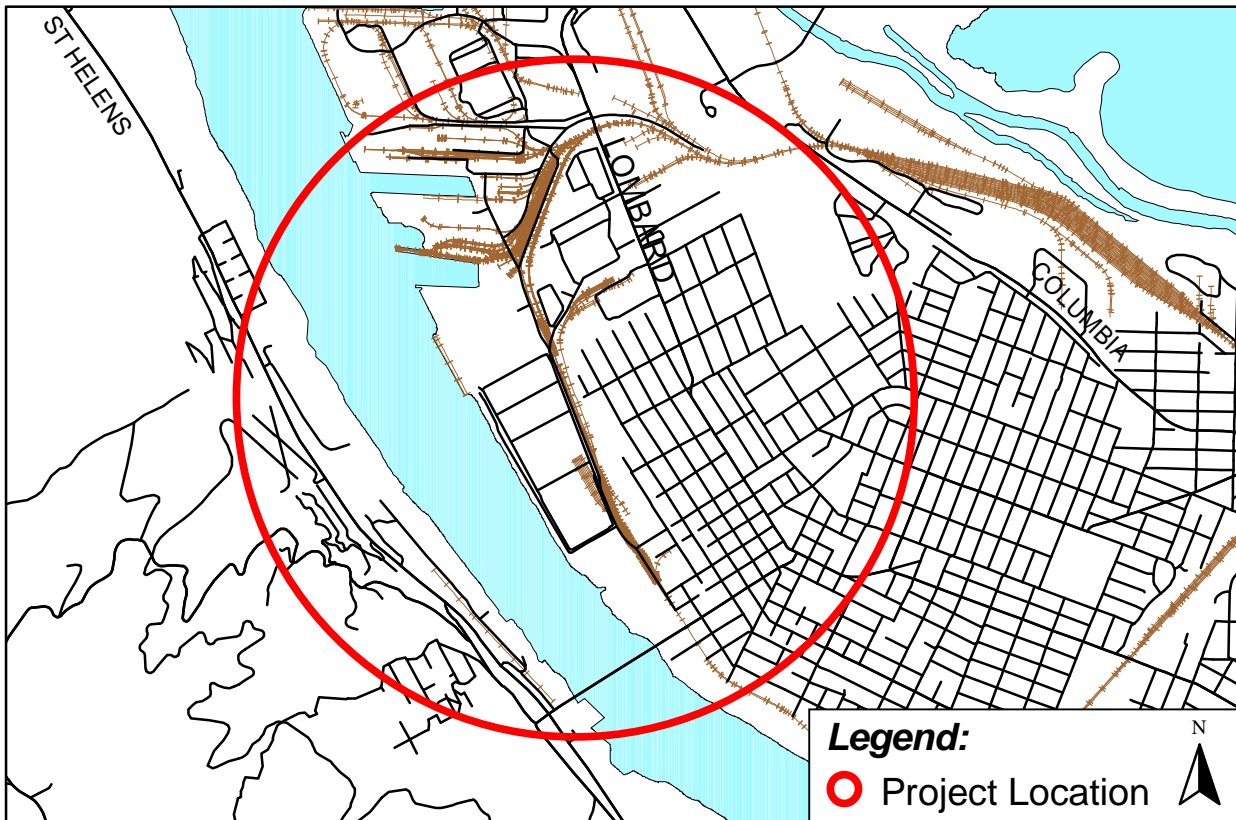 ST HELENS
LOMBARD
COLUMBIA
Legend:
N
Project Location